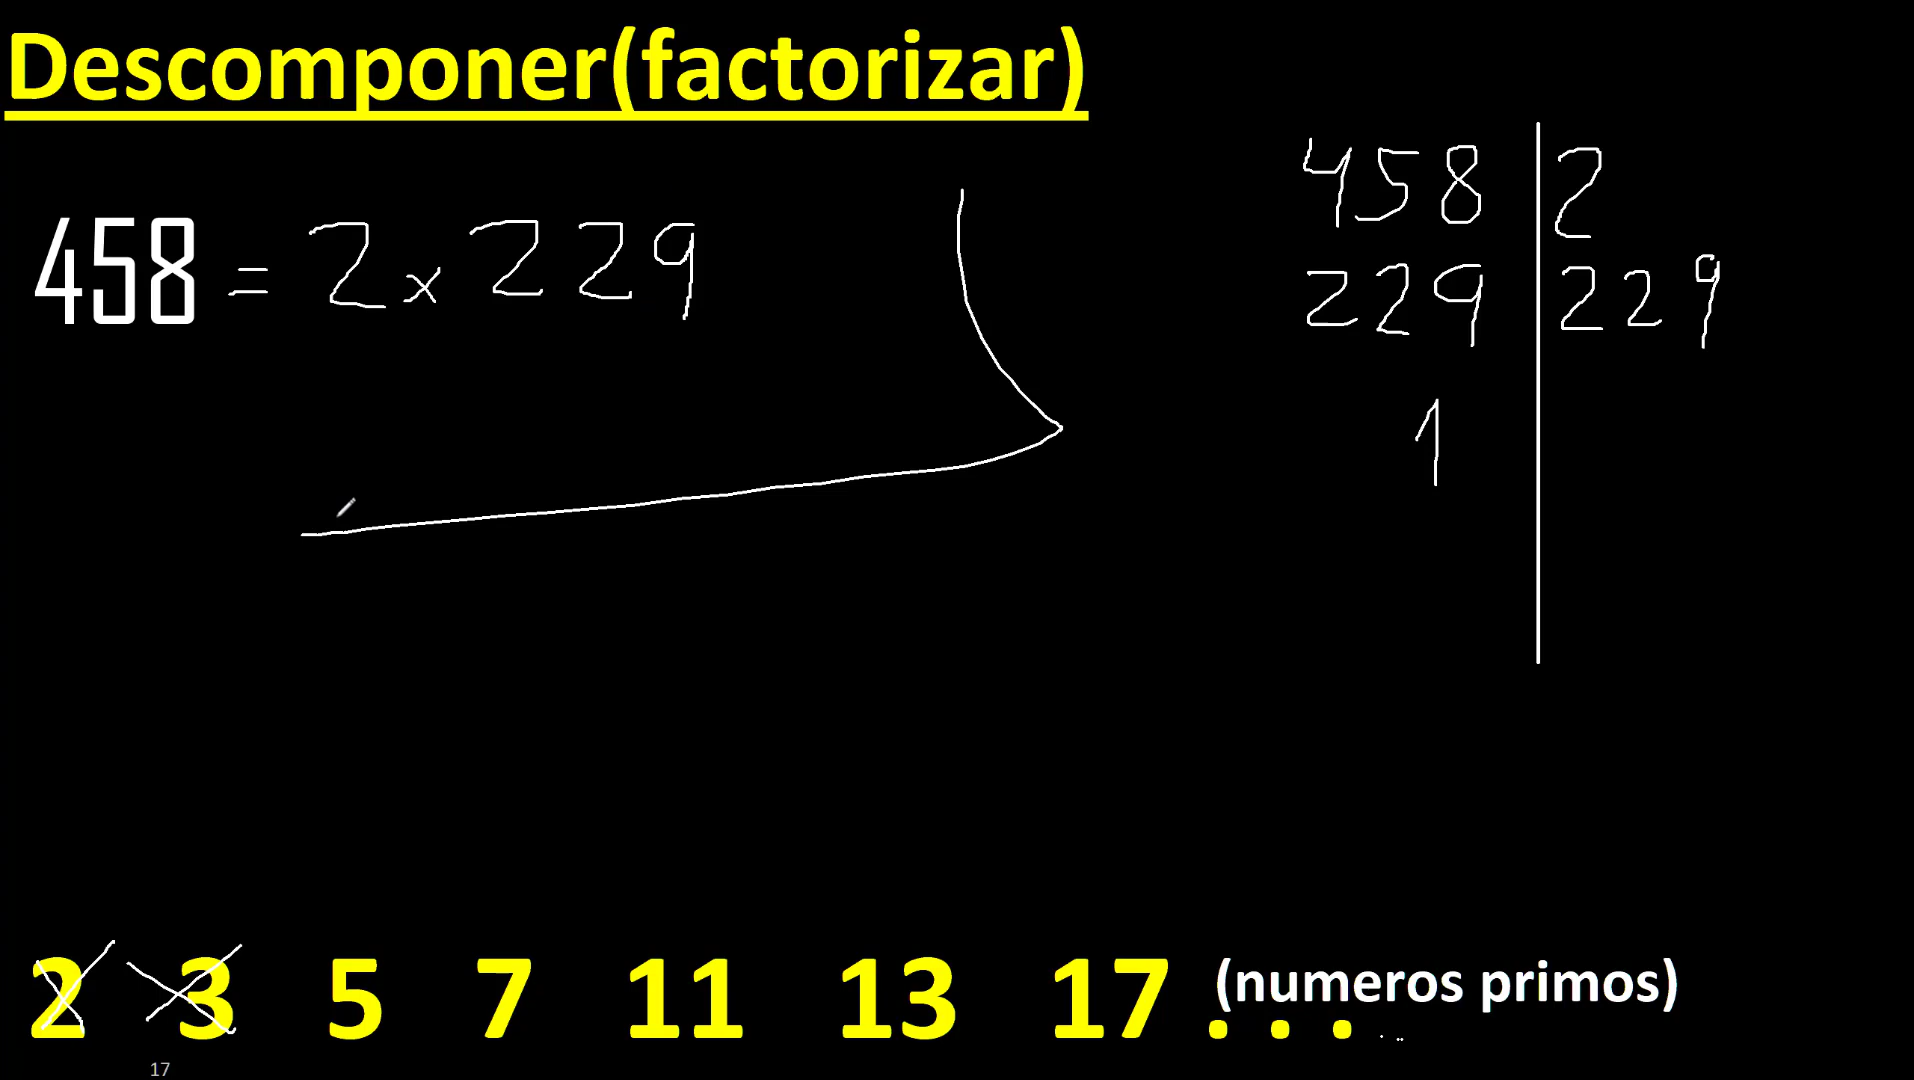 Descomponer(factorizar)
458 = 2 x 229
458 | 2
229 | 229
1
2 3 5 7 11 13 17 . . . (numeros primos)
17